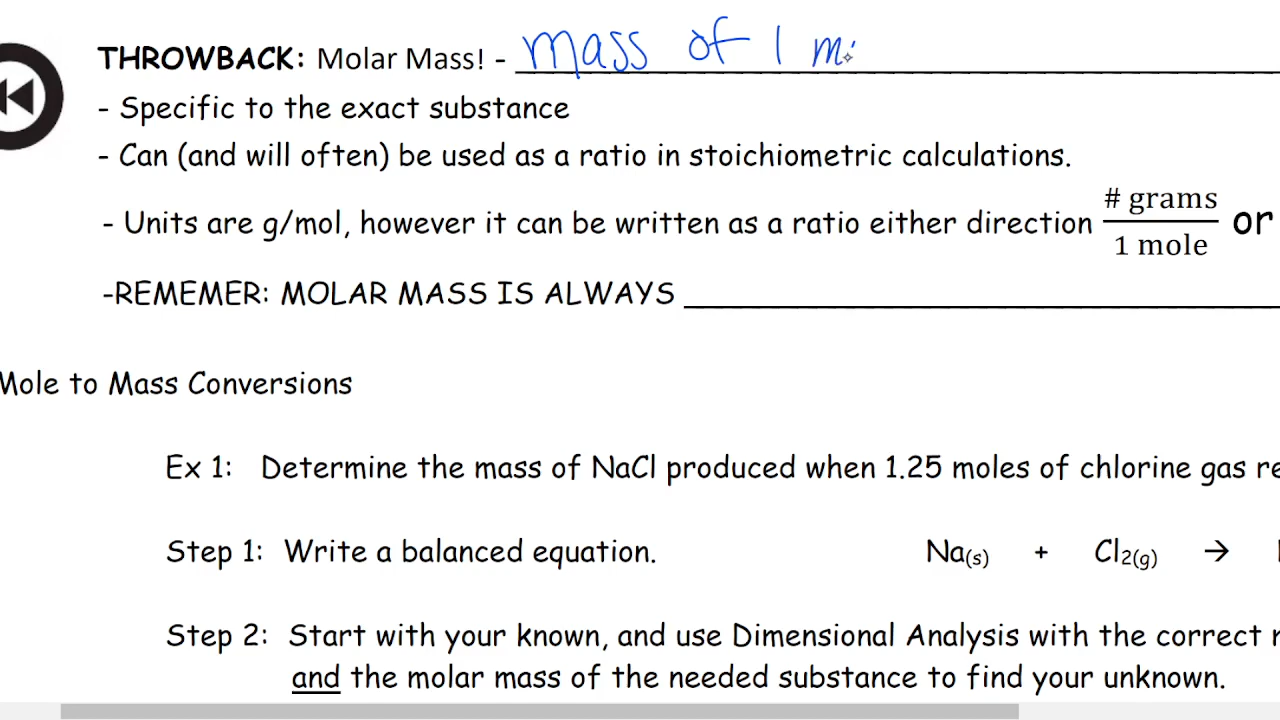 THROWBACK: Molar Mass! - mass of 1
- Specific to the exact substance
- Can (and will often) be used as a ratio in stoichiometric calculations.
- Units are g/mol, however it can be written as a ratio either direction # grams / 1 mole or
-REMEMER: MOLAR MASS IS ALWAYS
Mole to Mass Conversions
Ex 1: Determine the mass of NaCl produced when 1.25 moles of chlorine gas re
Step 1: Write a balanced equation. Na(s) + Cl2(g) →
Step 2: Start with your known, and use Dimensional Analysis with the correct
and the molar mass of the needed substance to find your unknown.